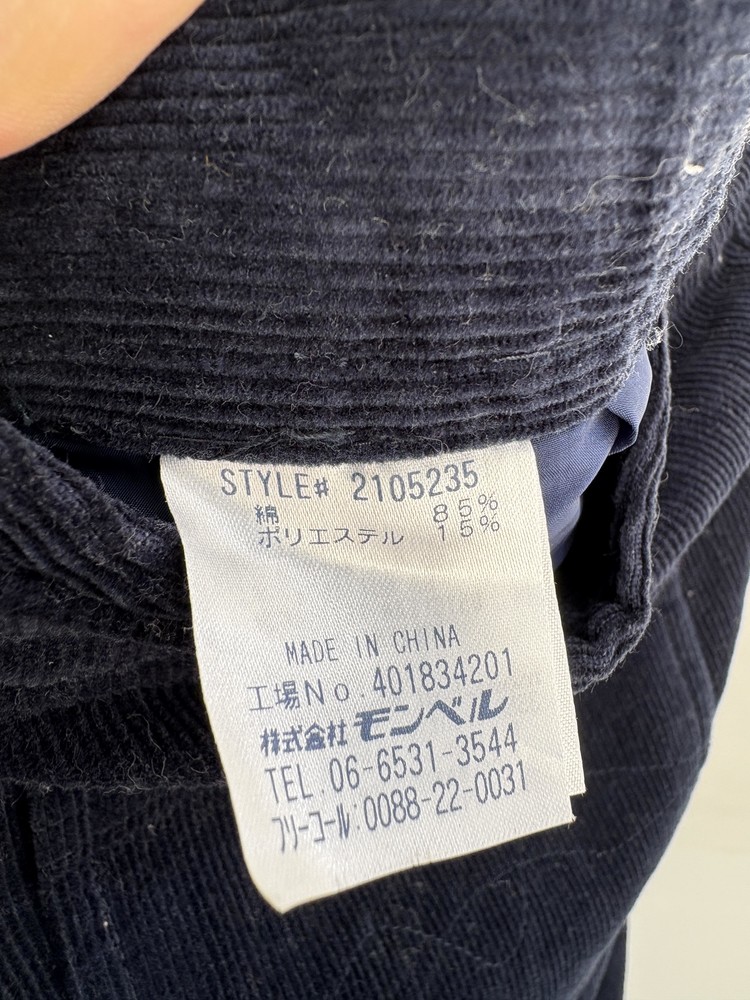 STYLE# 2105235
綿 85%
ポリエステル 15%
MADE IN CHINA
工場No.401834201
株式会社モンベル
TEL.06-6531-3544
フリーコール:0088-22-0031